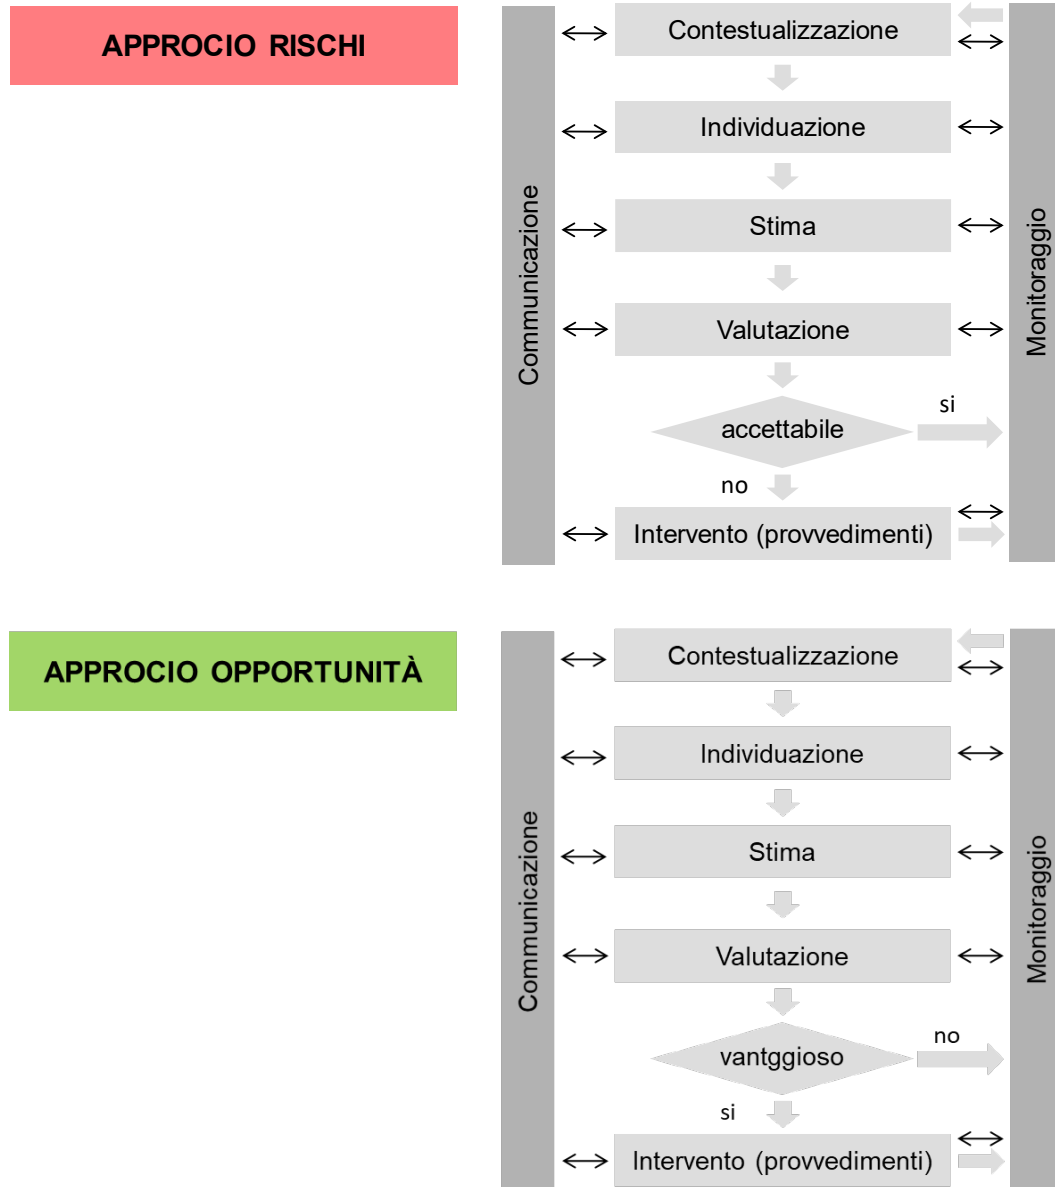 APPROCIO RISCHI
Communicazione
Contestualizzazione
Individuazione
Stima
Valutazione
accettabile
si
no
Intervento (provvedimenti)
Monitoraggio
APPROCIO OPPORTUNITÀ
Communicazione
Contestualizzazione
Individuazione
Stima
Valutazione
vantggioso
no
si
Intervento (provvedimenti)
Monitoraggio